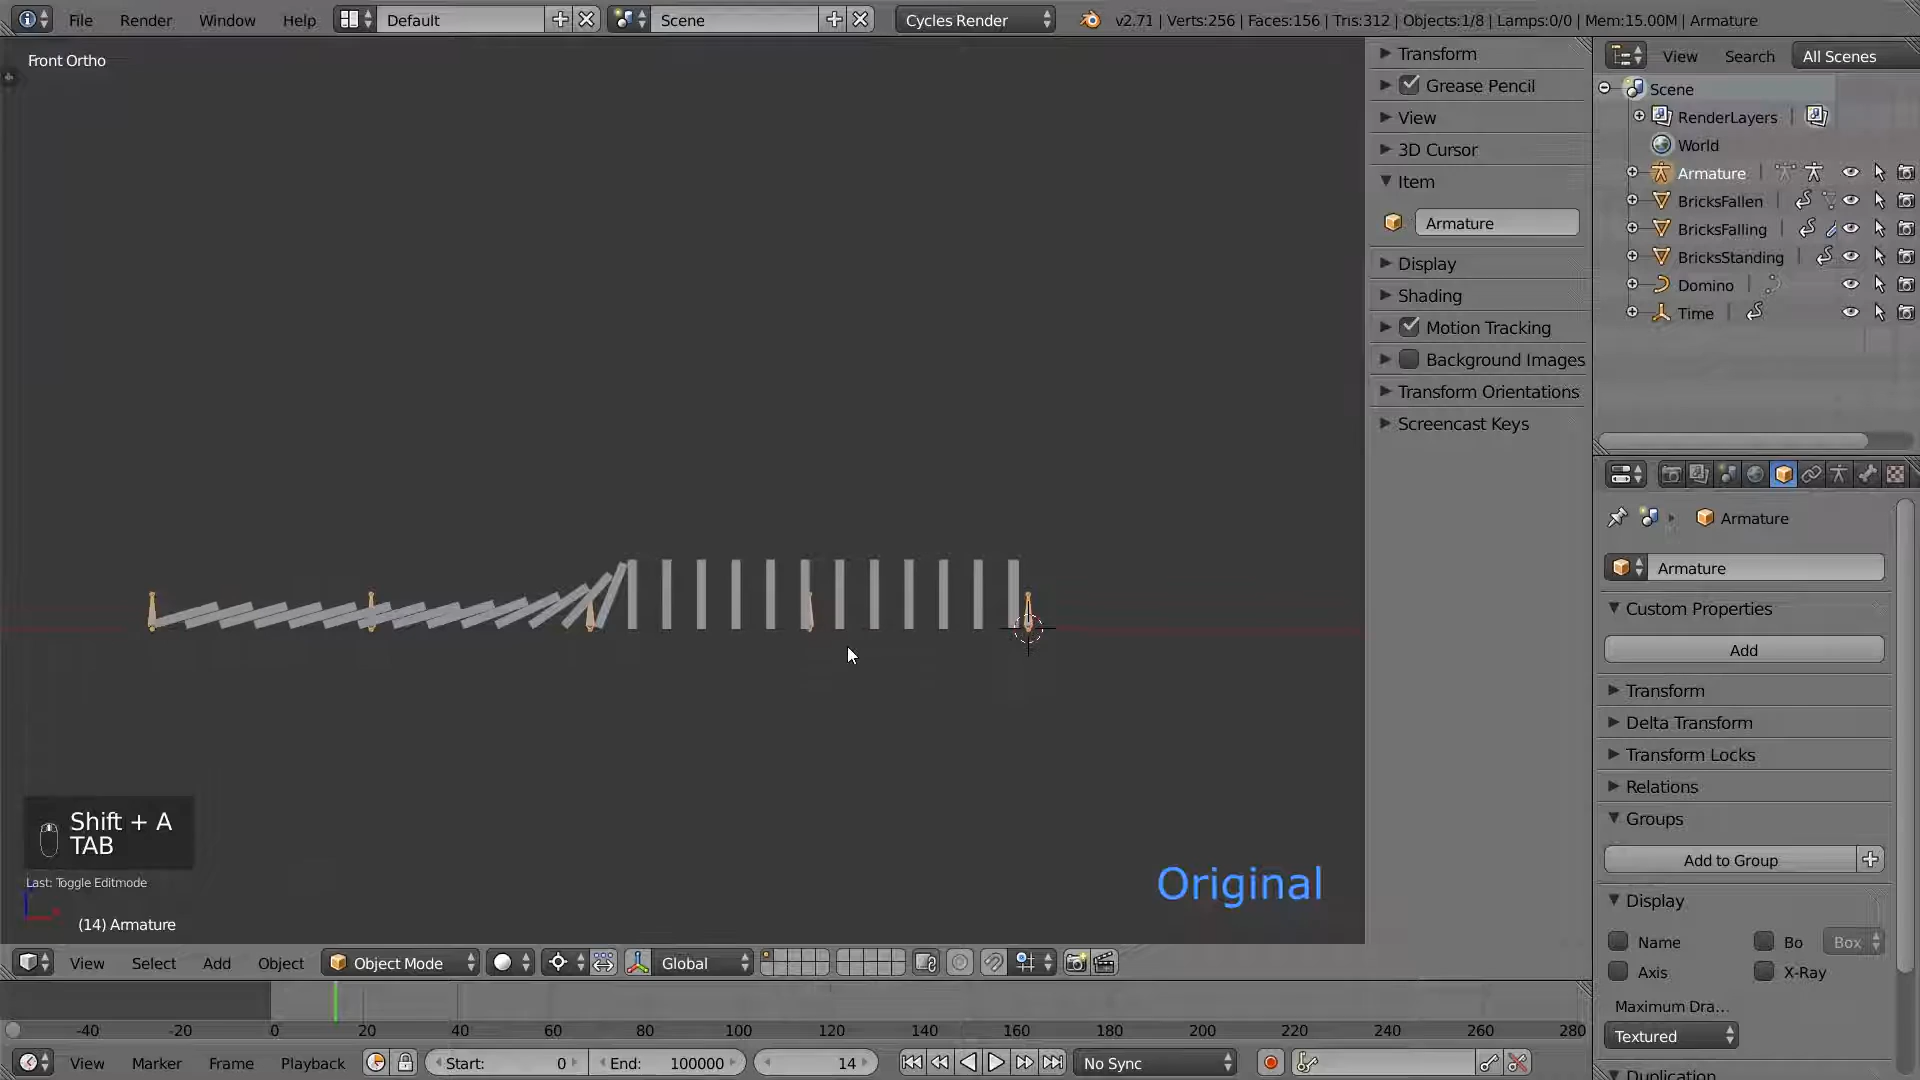 File Render Window Help Default Scene Cycles Render v2.71 | Verts:256 | Faces:156 | Tris:312 | Objects:1/8 | Lamps:0/0 | Mem:15.00M | Armature
Front Ortho
Transform
Grease Pencil
View
3D Cursor
Item
Armature
Display
Shading
Motion Tracking
Background Images
Transform Orientations
Screencast Keys
View Search All Scenes
Scene
RenderLayers
World
Armature
BricksFallen
BricksFalling
BricksStanding
Domino
Time
Armature
Armature
Custom Properties
Add
Transform
Delta Transform
Transform Locks
Relations
Groups
Add to Group
Display
Name Bo Box
Axis X-Ray
Maximum Dra...
Textured
Duplication
Shift + A
TAB
Last: Toggle Editmode
(14) Armature
Original
View Select Add Object Object Mode Global
-40 -20 0 20 40 60 80 100 120 140 160 180 200 220 240 260 280
View Marker Frame Playback Start: 0 End: 100000 14 No Sync